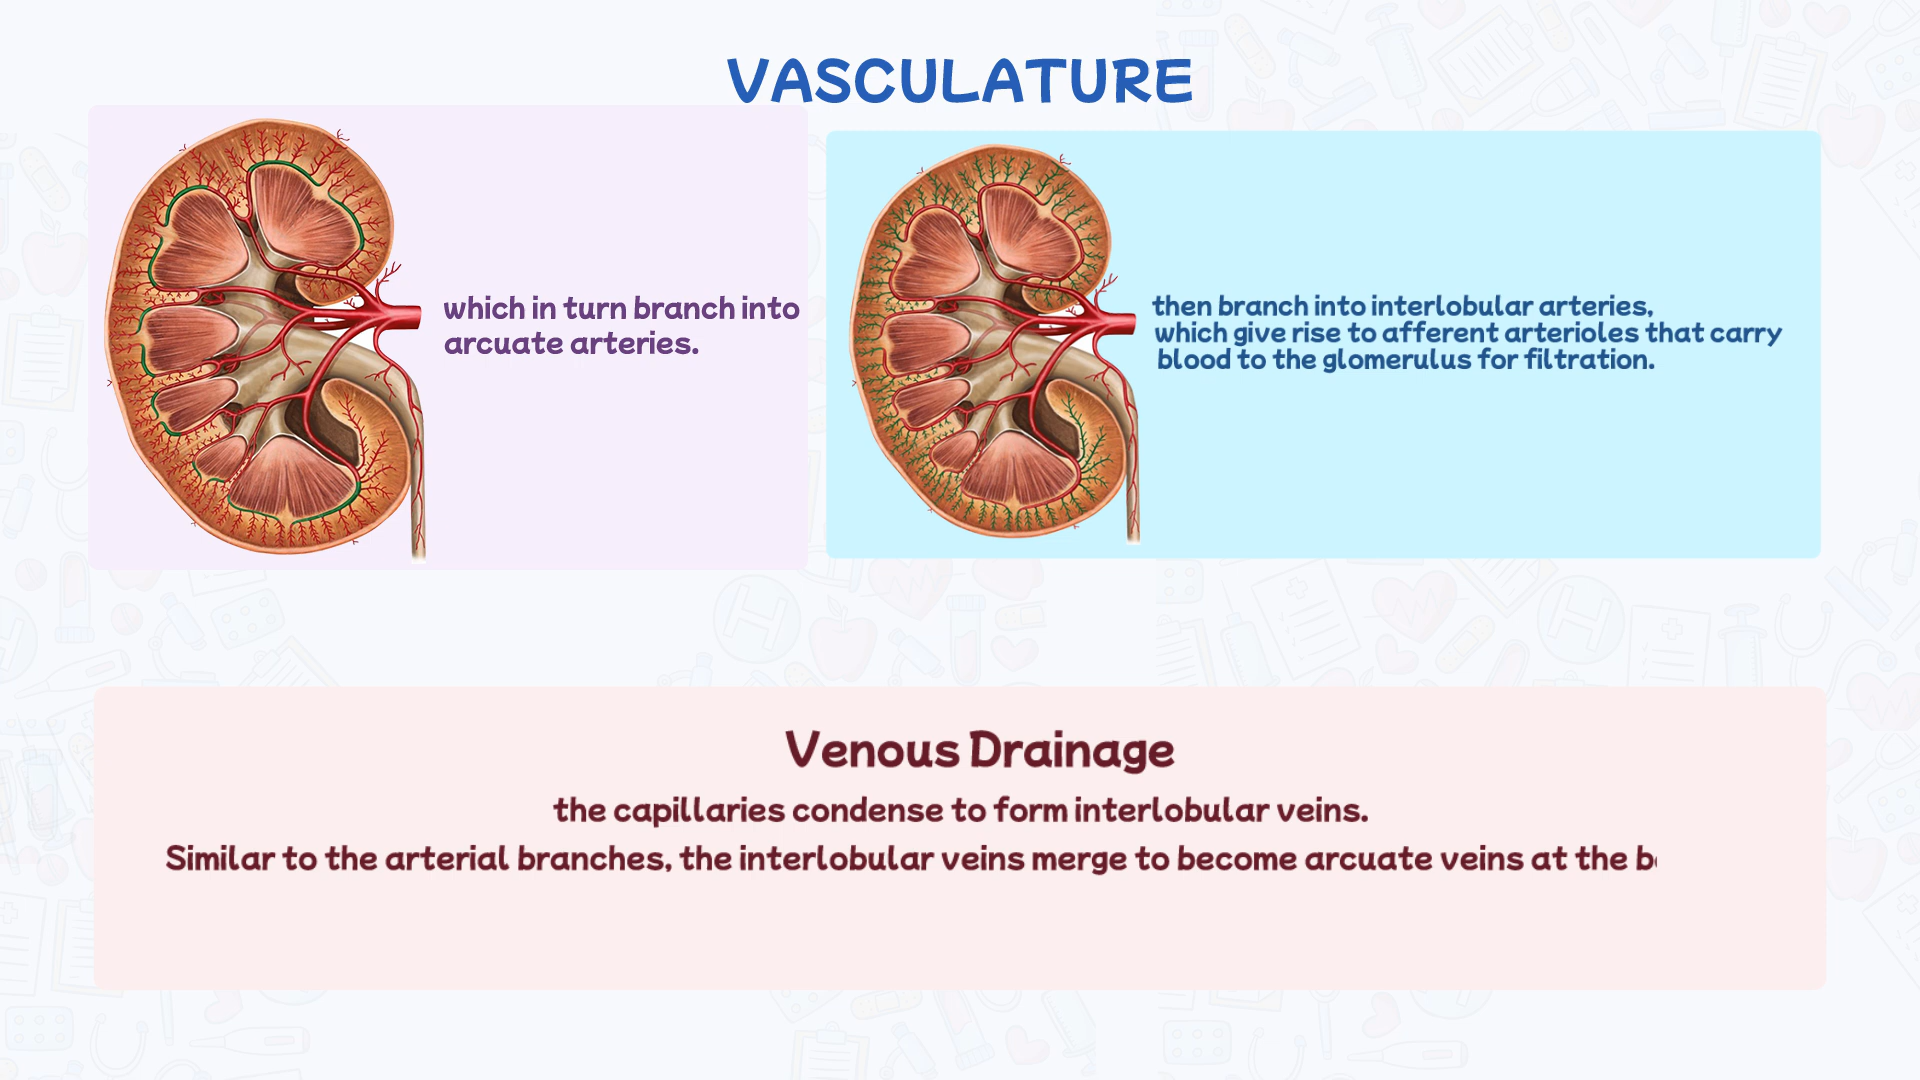 VASCULATURE
which in turn branch into
arcuate arteries.
then branch into interlobular arteries,
which give rise to afferent arterioles that carry
blood to the glomerulus for filtration.
Venous Drainage
the capillaries condense to form interlobular veins.
Similar to the arterial branches, the interlobular veins merge to become arcuate veins at the